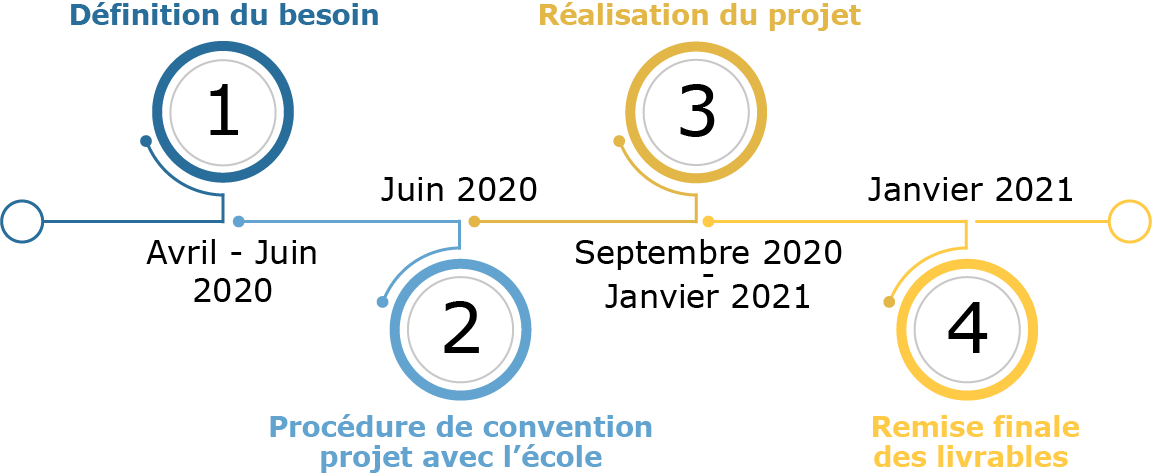 Définition du besoin
Réalisation du projet
1
3
Juin 2020
Janvier 2021
Avril - Juin
2020
Septembre 2020
-
Janvier 2021
2
4
Procédure de convention
projet avec l’école
Remise finale
des livrables